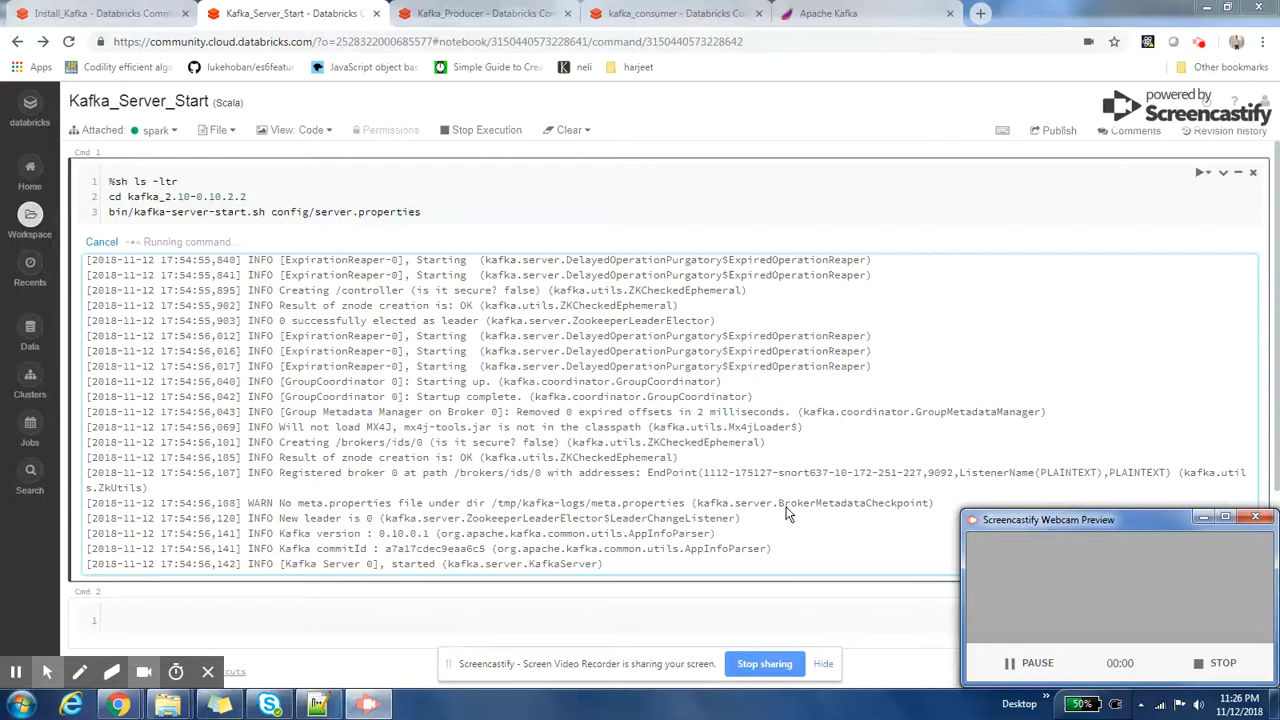 Install_Kafka - Databricks Commu
Kafka_Server_Start - Databricks C
Kafka_Producer - Databricks Com
kafka_consumer - Databricks Co
Apache Kafka
https://community.cloud.databricks.com/?o=2528322000685577#notebook/3150440573228641/command/3150440573228642
Apps
Codility efficient algo
lukehoban/es6featur
JavaScript object bas
Simple Guide to Cre
neli
harjeet
Other bookmarks
databricks
Home
Workspace
Recents
Data
Clusters
Jobs
Search
Kafka_Server_Start (Scala)
powered by
Screencastify
Attached: spark
File
View: Code
Permissions
Stop Execution
Clear
Publish
Comments
Revision history
Cmd 1
1 %sh ls -ltr
2 cd kafka_2.10-0.10.2.2
3 bin/kafka-server-start.sh config/server.properties
Cancel Running command...
[2018-11-12 17:54:55,840] INFO [ExpirationReaper-0], Starting (kafka.server.DelayedOperationPurgatory$ExpiredOperationReaper)
[2018-11-12 17:54:55,841] INFO [ExpirationReaper-0], Starting (kafka.server.DelayedOperationPurgatory$ExpiredOperationReaper)
[2018-11-12 17:54:55,895] INFO Creating /controller (is it secure? false) (kafka.utils.ZKCheckedEphemeral)
[2018-11-12 17:54:55,902] INFO Result of znode creation is: OK (kafka.utils.ZKCheckedEphemeral)
[2018-11-12 17:54:55,903] INFO 0 successfully elected as leader (kafka.server.ZookeeperLeaderElector)
[2018-11-12 17:54:56,012] INFO [ExpirationReaper-0], Starting (kafka.server.DelayedOperationPurgatory$ExpiredOperationReaper)
[2018-11-12 17:54:56,016] INFO [ExpirationReaper-0], Starting (kafka.server.DelayedOperationPurgatory$ExpiredOperationReaper)
[2018-11-12 17:54:56,017] INFO [ExpirationReaper-0], Starting (kafka.server.DelayedOperationPurgatory$ExpiredOperationReaper)
[2018-11-12 17:54:56,040] INFO [GroupCoordinator 0]: Starting up. (kafka.coordinator.GroupCoordinator)
[2018-11-12 17:54:56,042] INFO [GroupCoordinator 0]: Startup complete. (kafka.coordinator.GroupCoordinator)
[2018-11-12 17:54:56,043] INFO [Group Metadata Manager on Broker 0]: Removed 0 expired offsets in 2 milliseconds. (kafka.coordinator.GroupMetadataManager)
[2018-11-12 17:54:56,069] INFO Will not load MX4J, mx4j-tools.jar is not in the classpath (kafka.utils.Mx4jLoader$)
[2018-11-12 17:54:56,101] INFO Creating /brokers/ids/0 (is it secure? false) (kafka.utils.ZKCheckedEphemeral)
[2018-11-12 17:54:56,105] INFO Result of znode creation is: OK (kafka.utils.ZKCheckedEphemeral)
[2018-11-12 17:54:56,107] INFO Registered broker 0 at path /brokers/ids/0 with addresses: EndPoint(1112-175127-snort637-10-172-251-227,9092,ListenerName(PLAINTEXT),PLAINTEXT) (kafka.util
s.ZkUtils)
[2018-11-12 17:54:56,108] WARN No meta.properties file under dir /tmp/kafka-logs/meta.properties (kafka.server.BrokerMetadataCheckpoint)
[2018-11-12 17:54:56,120] INFO New leader is 0 (kafka.server.ZookeeperLeaderElector$LeaderChangeListener)
[2018-11-12 17:54:56,141] INFO Kafka version : 0.10.0.1 (org.apache.kafka.common.utils.AppInfoParser)
[2018-11-12 17:54:56,141] INFO Kafka commitId : a7a17cdec9eaa6c5 (org.apache.kafka.common.utils.AppInfoParser)
[2018-11-12 17:54:56,142] INFO [Kafka Server 0], started (kafka.server.KafkaServer)
Cmd 2
1
Screencastify Webcam Preview
PAUSE
00:00
STOP
Screencastify - Screen Video Recorder is sharing your screen.
Stop sharing
Hide
cuts
Desktop
50%
11:26 PM
11/12/2018